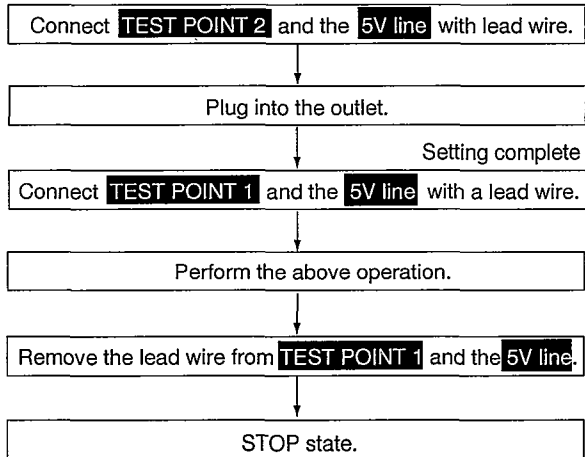 Connect TEST POINT 2 and the 5V line with lead wire.
Plug into the outlet.
Setting complete
Connect TEST POINT 1 and the 5V line with a lead wire.
Perform the above operation.
Remove the lead wire from TEST POINT 1 and the 5V line.
STOP state.